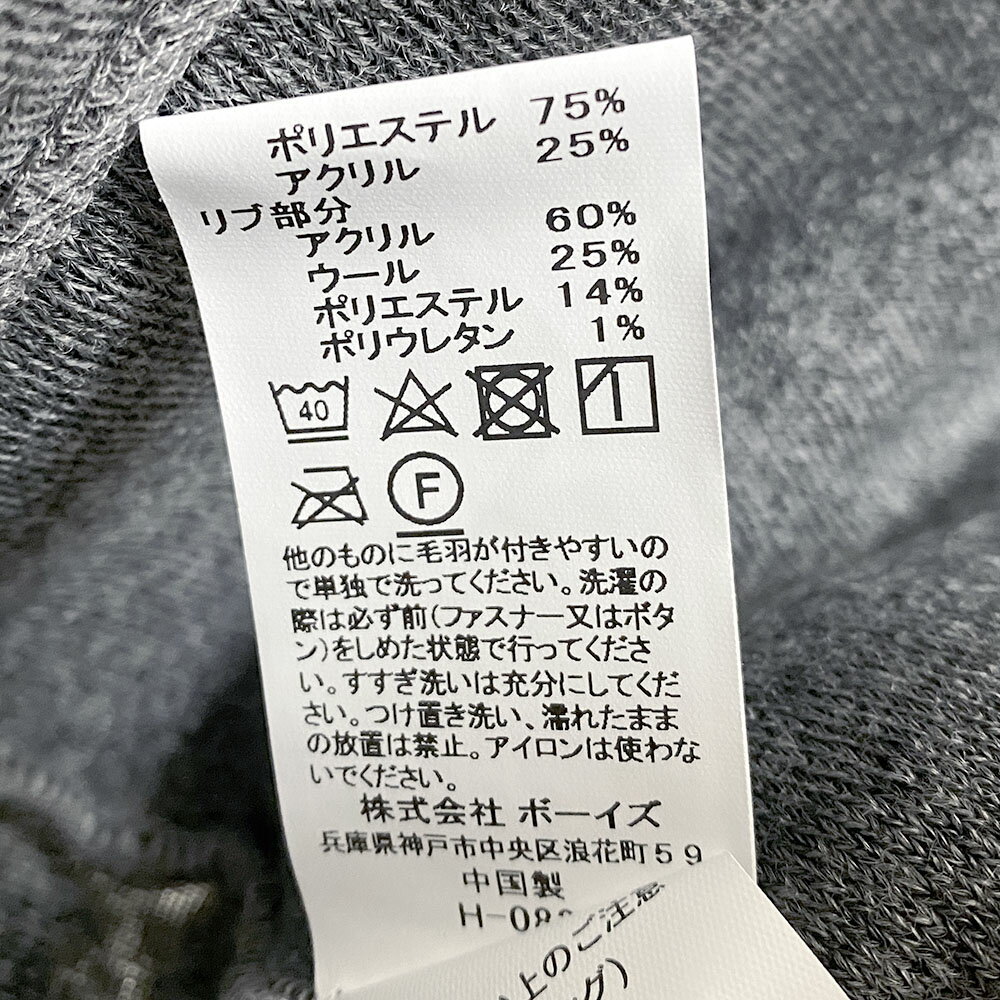 ポリエステル 75%
アクリル 25%
リブ部分
アクリル 60%
ウール 25%
ポリエステル 14%
ポリウレタン 1%
40
F
他のものに毛羽が付きやすいの
で単独で洗ってください。洗濯の
際は必ず前(ファスナー又はボタ
ン)をしめた状態で行ってくださ
い。すすぎ洗いは充分にしてくだ
さい。つけ置き洗い、濡れたまま
の放置は禁止。アイロンは使わな
いでください。
株式会社 ボーイズ
兵庫県神戸市中央区浪花町59
中国製
上のご注意